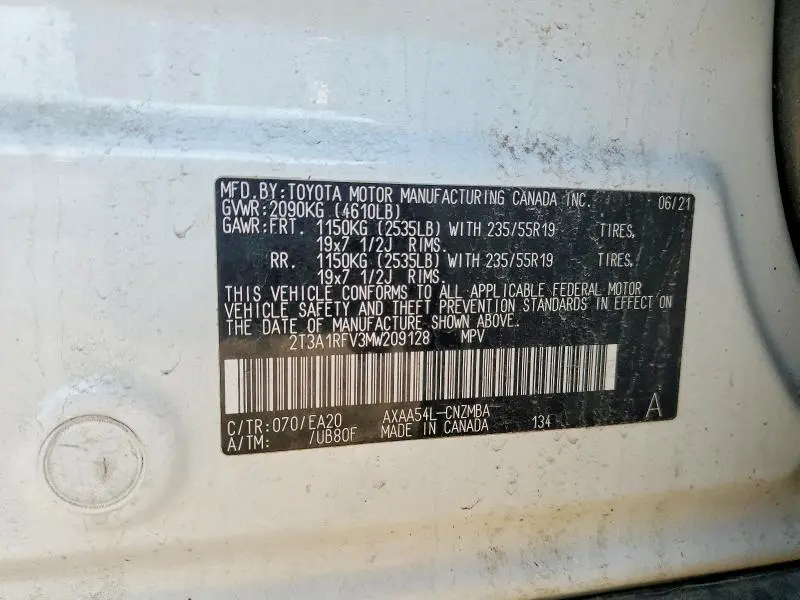 MFD.BY:TOYOTA MOTOR MANUFACTURING CANADA INC. 06/21
GVWR:2090KG (4610LB)
GAWR:FRT. 1150KG (2535LB) WITH 235/55R19 TIRES,
19x7 1/2J RIMS.
RR. 1150KG (2535LB) WITH 235/55R19 TIRES,
19x7 1/2J RIMS.
THIS VEHICLE CONFORMS TO ALL APPLICABLE FEDERAL MOTOR
VEHICLE SAFETY AND THEFT PREVENTION STANDARDS IN EFFECT ON
THE DATE OF MANUFACTURE SHOWN ABOVE.
2T3A1RFV3MW209128 MPV
C/TR:070/EA20 AXAA54L-CNZMBA
A/TM: /UB80F MADE IN CANADA 134 A